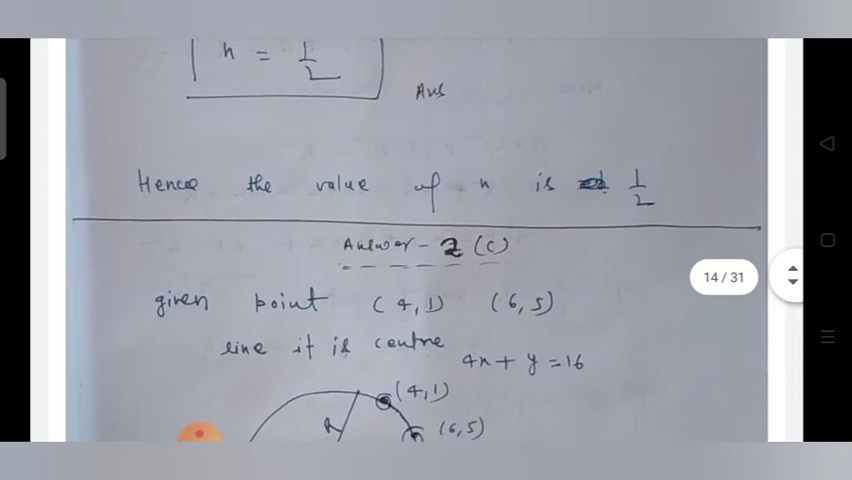 n = 1/2
Ans
Hence the value of n is 1/2
Answer - 2 (C)
given point (4,1) (6,5)
line it is centre
4x + y = 16
(4,1)
R
(6,5)
14 / 31